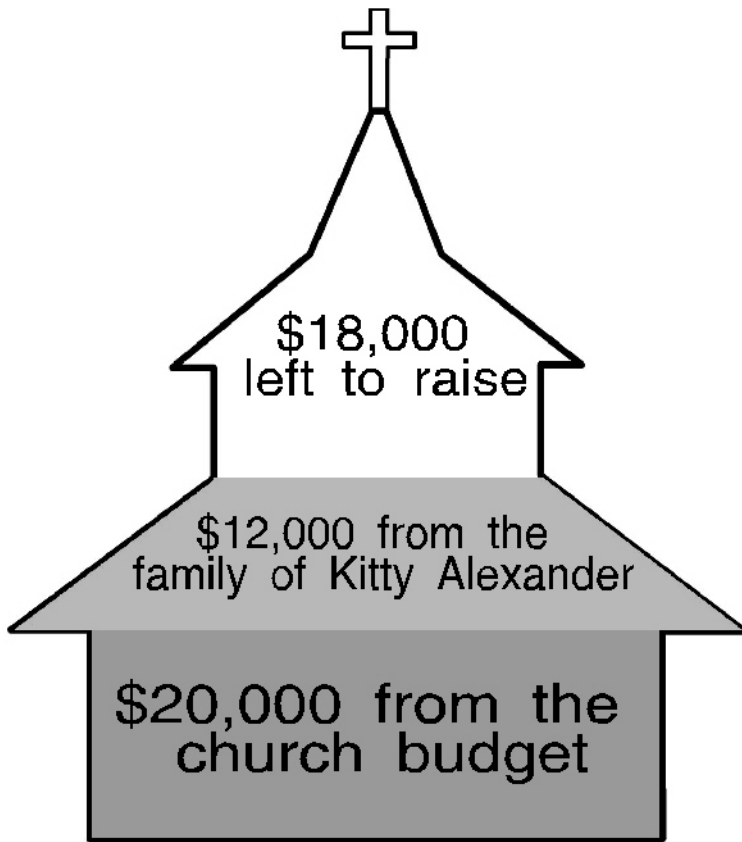 $18,000
left to raise
$12,000 from the
family of Kitty Alexander
$20,000 from the
church budget